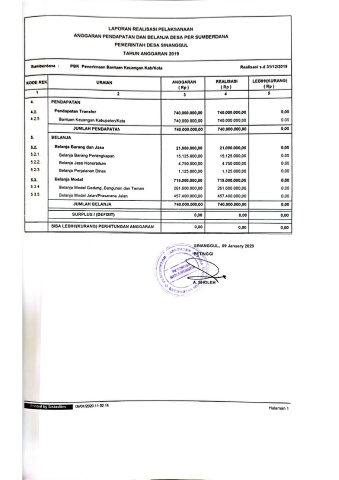 LAPORAN REALISASI PELAKSANAAN
ANGGARAN PENDAPATAN DAN BELANJA DESA PER SUMBERDANA
PEMERINTAH DESA SINANGGUL
TAHUN ANGGARAN 2019
Sumberdana : PBK Penerimaan Bantuan Keuangan Kab/Kota Realisasi s.d 31/12/2019
KODE REK URAIAN ANGGARAN (Rp) REALISASI (Rp) LEBIH/(KURANG) (Rp)
1 2 3 4 5
4. PENDAPATAN
4.2. Pendapatan Transfer 740.000.000,00 740.000.000,00 0,00
4.2.5. Bantuan Keuangan Kabupaten/Kota 740.000.000,00 740.000.000,00 0,00
JUMLAH PENDAPATAN 740.000.000,00 740.000.000,00 0,00
5. BELANJA
5.2. Belanja Barang dan Jasa 21.000.000,00 21.000.000,00 0,00
5.2.1 Belanja Barang Perlengkapan 15.125.000,00 15.125.000,00 0,00
5.2.2. Belanja Jasa Honorarium 4.750.000,00 4.750.000,00 0,00
5.2.3. Belanja Perjalanan Dinas 1.125.000,00 1.125.000,00 0,00
5.3. Belanja Modal 719.000.000,00 719.000.000,00 0,00
5.3.4 Belanja Modal Gedung, Bangunan dan Taman 261.600.000,00 261.600.000,00 0,00
5.3.5. Belanja Modal Jalan/Prasarana Jalan 457.400.000,00 457.400.000,00 0,00
JUMLAH BELANJA 740.000.000,00 740.000.000,00 0,00
SURPLUS / (DEFISIT) 0,00 0,00 0,00
SISA LEBIH/(KURANG) PERHITUNGAN ANGGARAN 0,00 0,00 0,00
SINANGGUL, 09 January 2020
PETINGGI
A. SHOLEH
Printed by Siskeudes 09/01/2020 11:02:15 Halaman 1